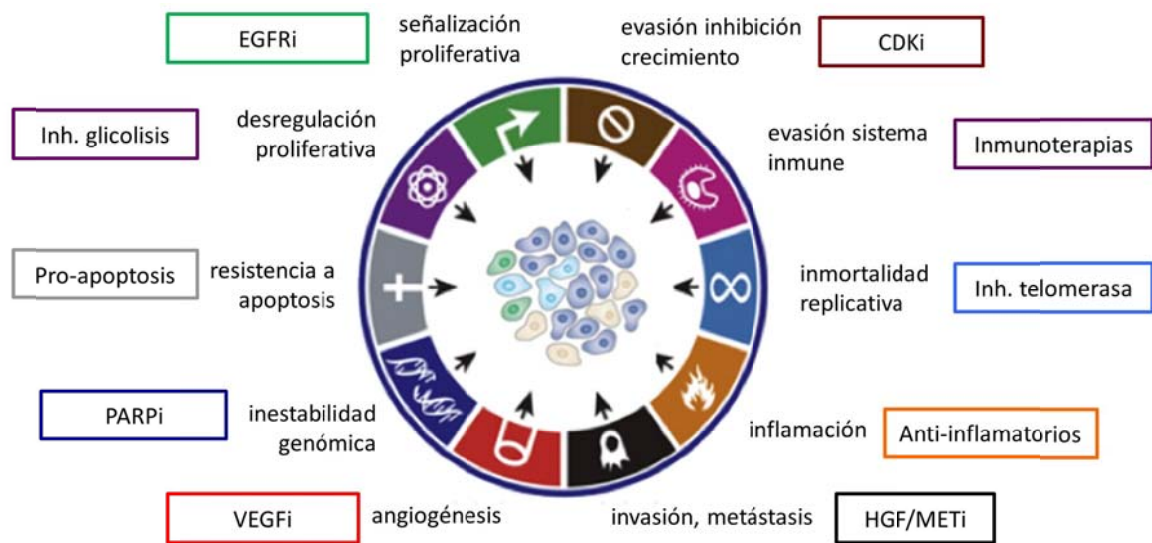 EGFRi
señalización
proliferativa
evasión inhibición
crecimiento
CDKi
Inh. glicolisis
desregulación
proliferativa
evasión sistema
inmune
Inmunoterapias
Pro-apoptosis
resistencia a
apoptosis
inmortalidad
replicativa
Inh. telomerasa
PARPi
inestabilidad
genómica
inflamación
Anti-inflamatorios
VEGFi
angiogénesis
invasión, metástasis
HGF/METi